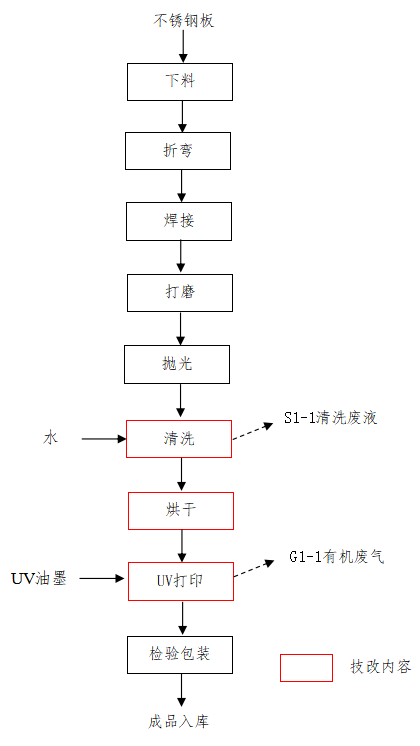 不锈钢板
下料
折弯
焊接
打磨
抛光
清洗
水
S1-1清洗废液
烘干
UV打印
UV油墨
G1-1有机废气
检验包装
技改内容
成品入库